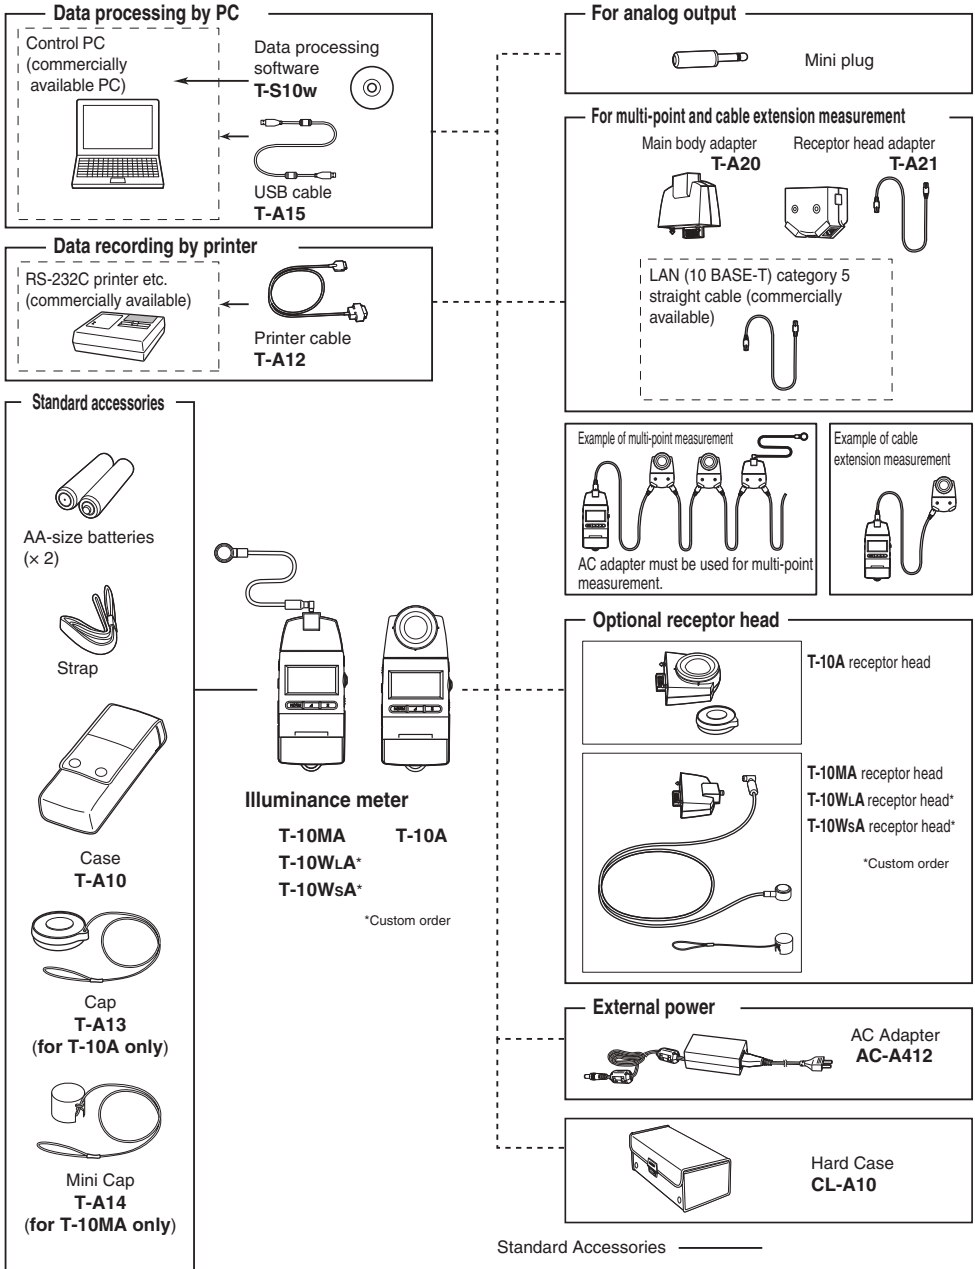 Data processing by PC
Control PC
(commercially
available PC)
Data processing
software
T-S10w
USB cable
T-A15
Data recording by printer
RS-232C printer etc.
(commercially available)
Printer cable
T-A12
Standard accessories
AA-size batteries
(× 2)
Strap
Case
T-A10
Cap
T-A13
(for T-10A only)
Mini Cap
T-A14
(for T-10MA only)
Illuminance meter
T-10MA
T-10A
T-10WLA*
T-10WsA*
*Custom order
For analog output
Mini plug
For multi-point and cable extension measurement
Main body adapter
T-A20
Receptor head adapter
T-A21
LAN (10 BASE-T) category 5
straight cable (commercially
available)
Example of multi-point measurement
AC adapter must be used for multi-point
measurement.
Example of cable
extension measurement
Optional receptor head
T-10A receptor head
T-10MA receptor head
T-10WLA receptor head*
T-10WsA receptor head*
*Custom order
External power
AC Adapter
AC-A412
Hard Case
CL-A10
Standard Accessories